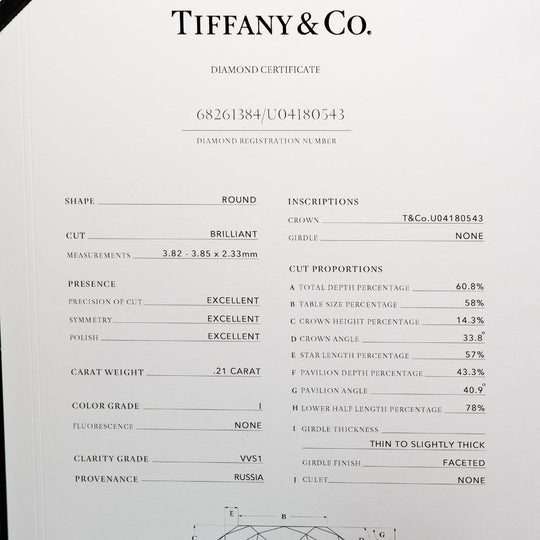 TIFFANY & CO.
DIAMOND CERTIFICATE
68261384/U04180543
DIAMOND REGISTRATION NUMBER
SHAPE ROUND
CUT BRILLIANT
MEASUREMENTS 3.82 - 3.85 x 2.33mm
PRESENCE
PRECISION OF CUT EXCELLENT
SYMMETRY EXCELLENT
POLISH EXCELLENT
CARAT WEIGHT .21 CARAT
COLOR GRADE I
FLUORESCENCE NONE
CLARITY GRADE VVS1
PROVENANCE RUSSIA
INSCRIPTIONS
CROWN T&Co.U04180543
GIRDLE NONE
CUT PROPORTIONS
A TOTAL DEPTH PERCENTAGE 60.8%
B TABLE SIZE PERCENTAGE 58%
C CROWN HEIGHT PERCENTAGE 14.3%
D CROWN ANGLE 33.8°
E STAR LENGTH PERCENTAGE 57%
F PAVILION DEPTH PERCENTAGE 43.3%
G PAVILION ANGLE 40.9°
H LOWER HALF LENGTH PERCENTAGE 78%
I GIRDLE THICKNESS
THIN TO SLIGHTLY THICK
GIRDLE FINISH FACETED
J CULET NONE
E B
C D G